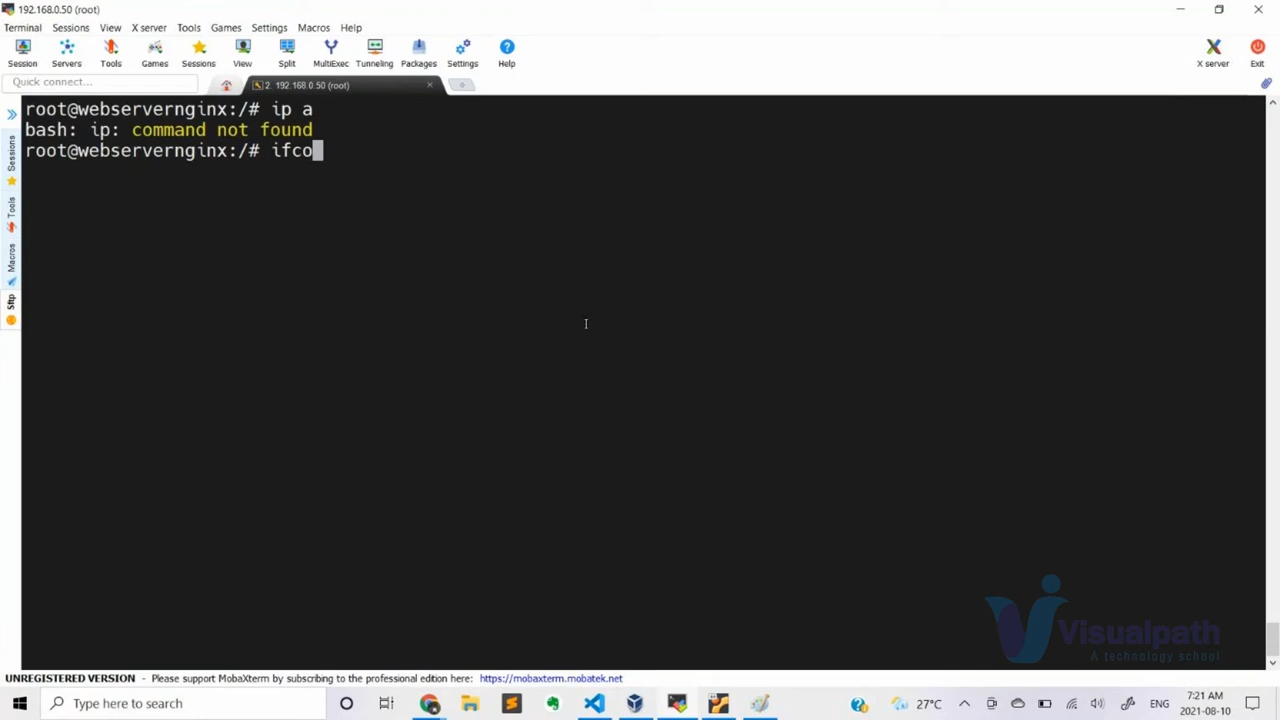 192.168.0.50 (root)
Terminal Sessions View X server Tools Games Settings Macros Help
Session Servers Tools Games Sessions View Split MultiExec Tunneling Packages Settings Help X server Exit
Quick connect...
2. 192.168.0.50 (root)
root@webservernginx:/# ip a
bash: ip: command not found
root@webservernginx:/# ifco
Sessions
Tools
Macros
Sftp
Visualpath
A technology school
UNREGISTERED VERSION - Please support MobaXterm by subscribing to the professional edition here: https://mobaxterm.mobatek.net
Type here to search
27°C
ENG
7:21 AM
2021-08-10